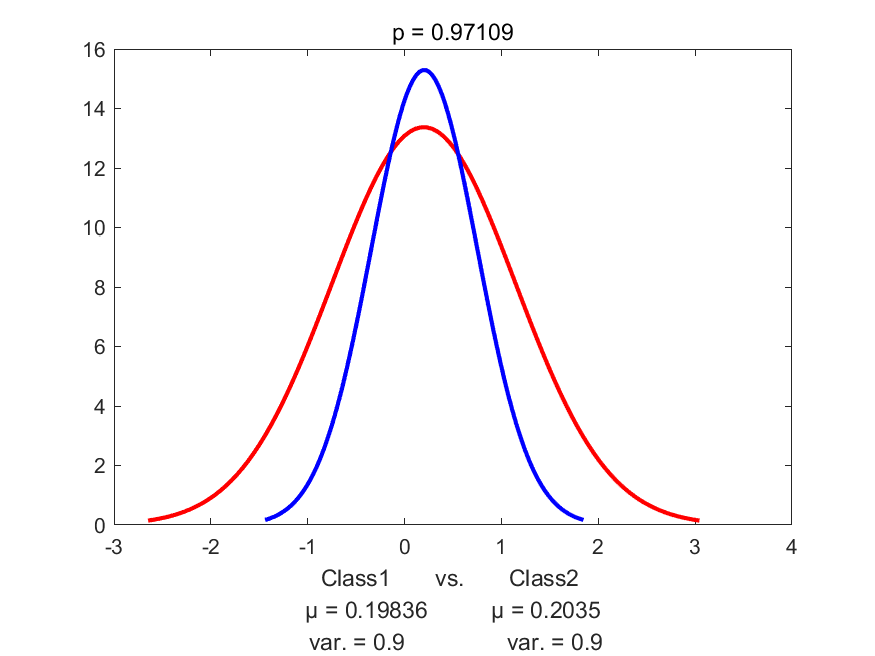 p = 0.97109
16
14
12
10
8
6
4
2
0
-3 -2 -1 0 1 2 3 4
Class1 vs. Class2
μ = 0.19836 μ = 0.2035
var. = 0.9 var. = 0.9